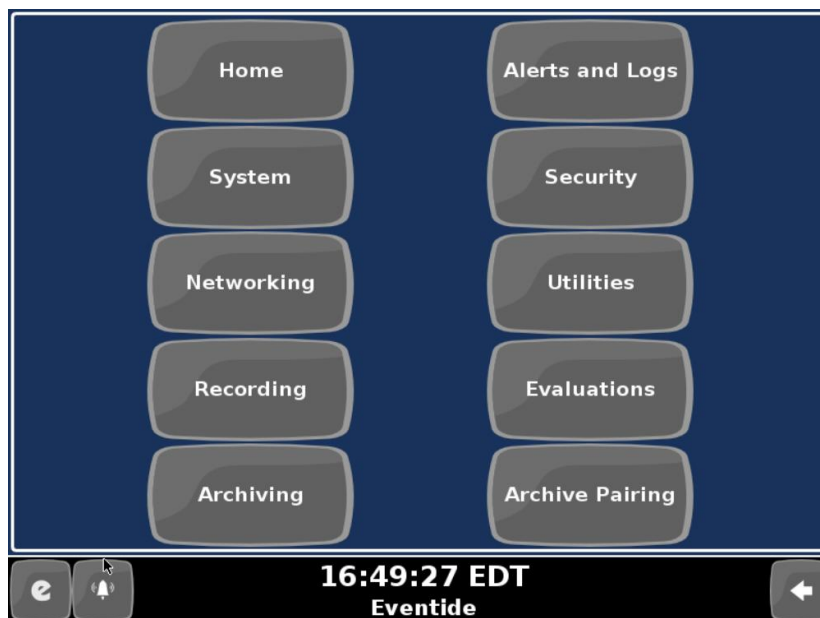 Home
Alerts and Logs
System
Security
Networking
Utilities
Recording
Evaluations
Archiving
Archive Pairing
e
16:49:27 EDT
Eventide